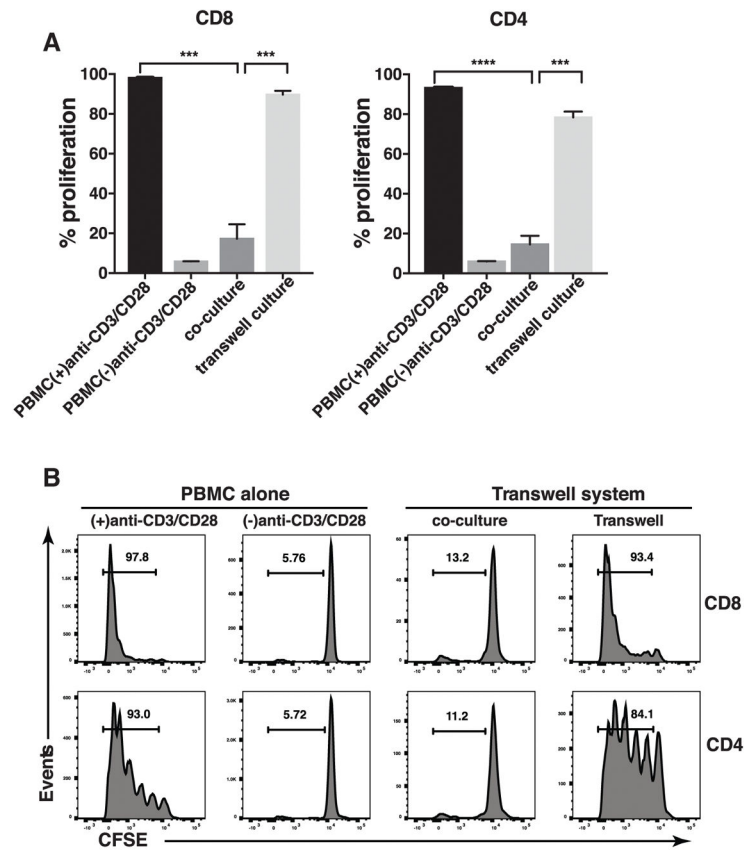 CD8
CD4
A
***
***
****
***
% proliferation
100
80
60
40
20
0
PBMC(+)anti-CD3/CD28
PBMC(-)anti-CD3/CD28
co-culture
transwell culture
% proliferation
100
80
60
40
20
0
PBMC(+)anti-CD3/CD28
PBMC(-)anti-CD3/CD28
co-culture
transwell culture
B
PBMC alone
Transwell system
(+)anti-CD3/CD28
(-)anti-CD3/CD28
co-culture
Transwell
97.8
5.76
13.2
93.4
CD8
93.0
5.72
11.2
84.1
CD4
Events
CFSE